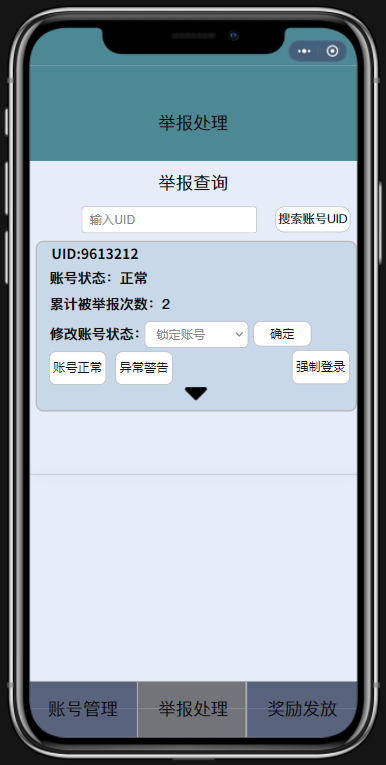 举报处理
举报查询
输入UID 搜索账号UID
UID:9613212
账号状态：正常
累计被举报次数：2
修改账号状态： 锁定账号 确定
账号正常 异常警告 强制登录
账号管理 举报处理 奖励发放